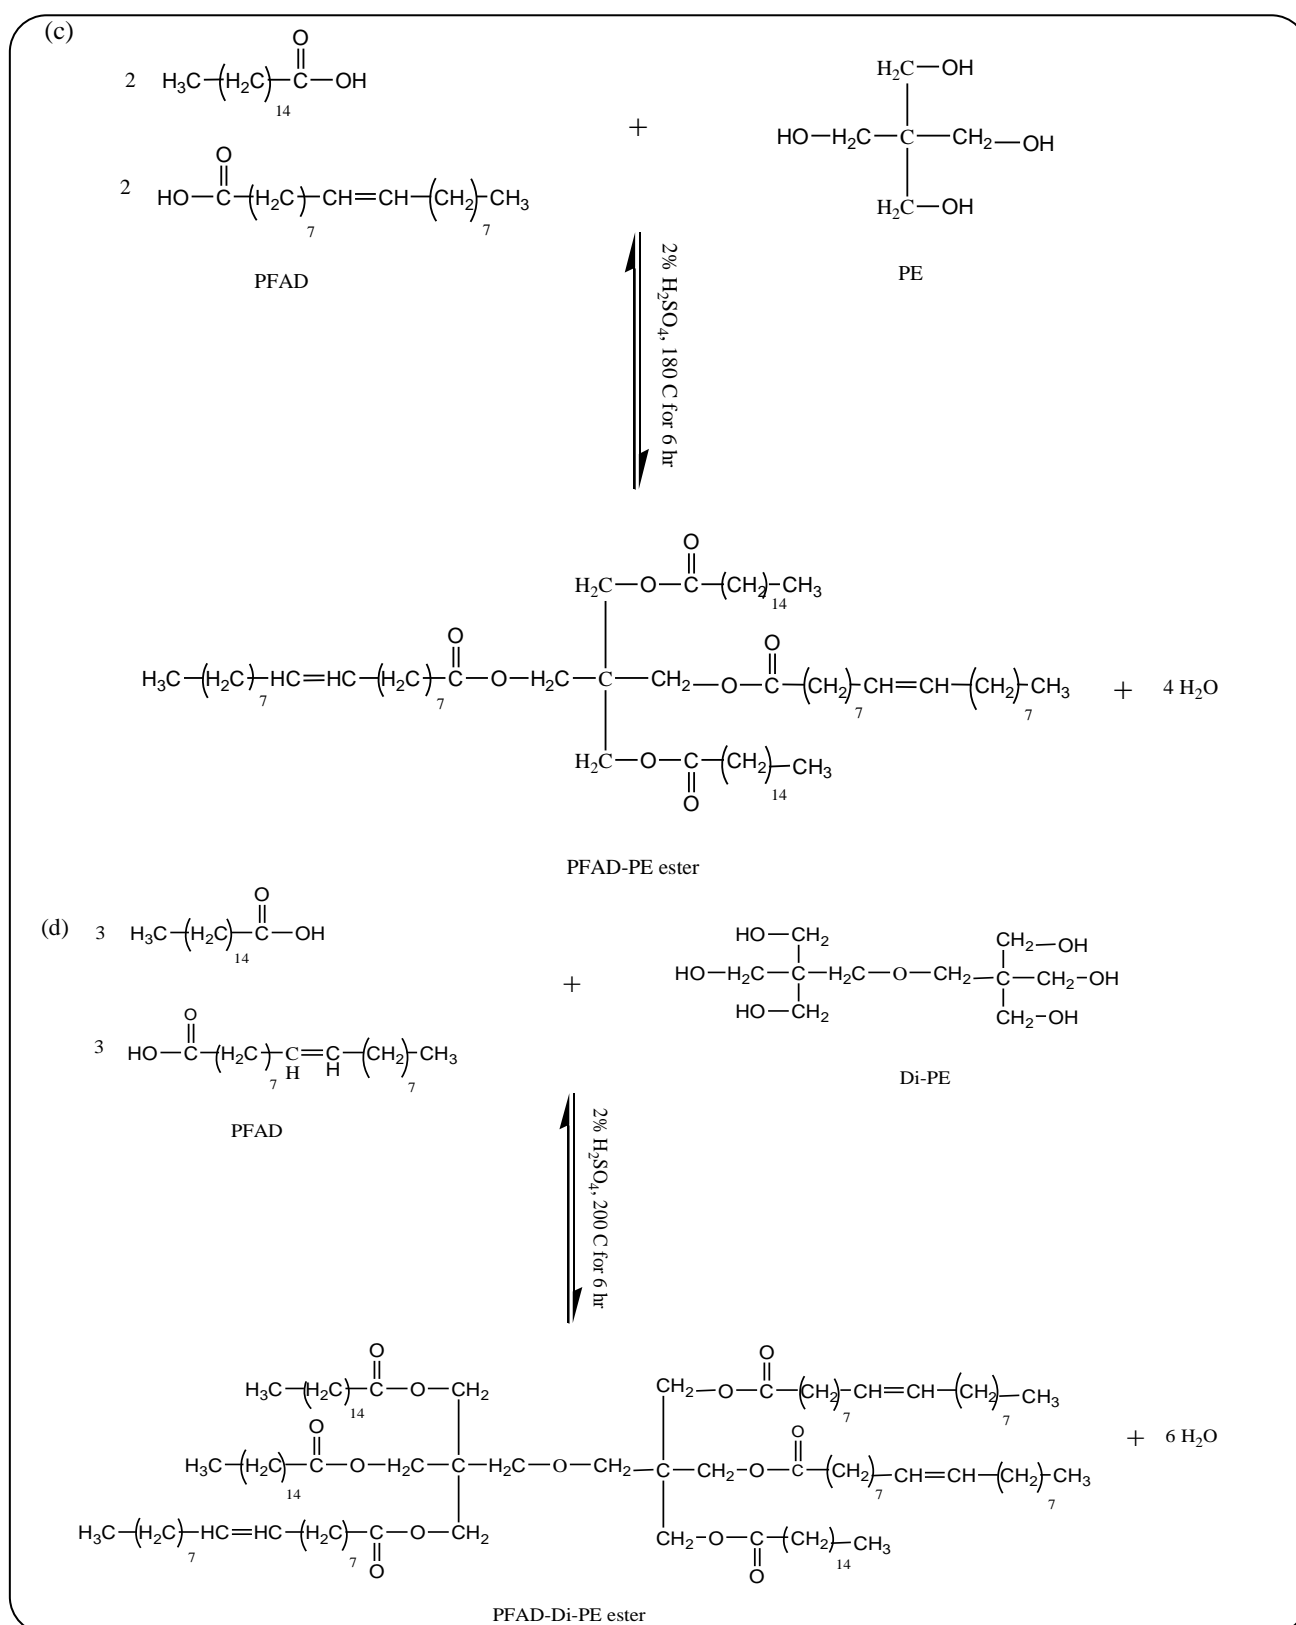 (c)
2 H3C-(H2C)14-C(=O)-OH
2 HO-C(=O)-(H2C)7-CH=CH-(CH2)7-CH3
PFAD
+
H2C-OH
HO-H2C-C-CH2-OH
H2C-OH
PE
2% H2SO4, 180 C for 6 hr
H2C-O-C(=O)-(CH2)14-CH3
H3C-(H2C)7-HC=HC-(H2C)7-C(=O)-O-H2C-C-CH2-O-C(=O)-(CH2)7-CH=CH-(CH2)7-CH3 + 4 H2O
H2C-O-C(=O)-(CH2)14-CH3
PFAD-PE ester
(d) 3 H3C-(H2C)14-C(=O)-OH
3 HO-C(=O)-(H2C)7-CH=CH-(CH2)7-CH3
PFAD
+
HO-CH2 CH2-OH
HO-H2C-C-H2C-O-CH2-C-CH2-OH
HO-CH2 CH2-OH
Di-PE
2% H2SO4, 200 C for 6 hr
H3C-(H2C)14-C(=O)-O-CH2 CH2-O-C(=O)-(CH2)7-CH=CH-(CH2)7-CH3
H3C-(H2C)14-C(=O)-O-H2C-C-H2C-O-CH2-C-CH2-O-C(=O)-(CH2)7-CH=CH-(CH2)7-CH3 + 6 H2O
H3C-(H2C)7-HC=HC-(H2C)7-C(=O)-O-CH2 CH2-O-C(=O)-(CH2)14-CH3
PFAD-Di-PE ester